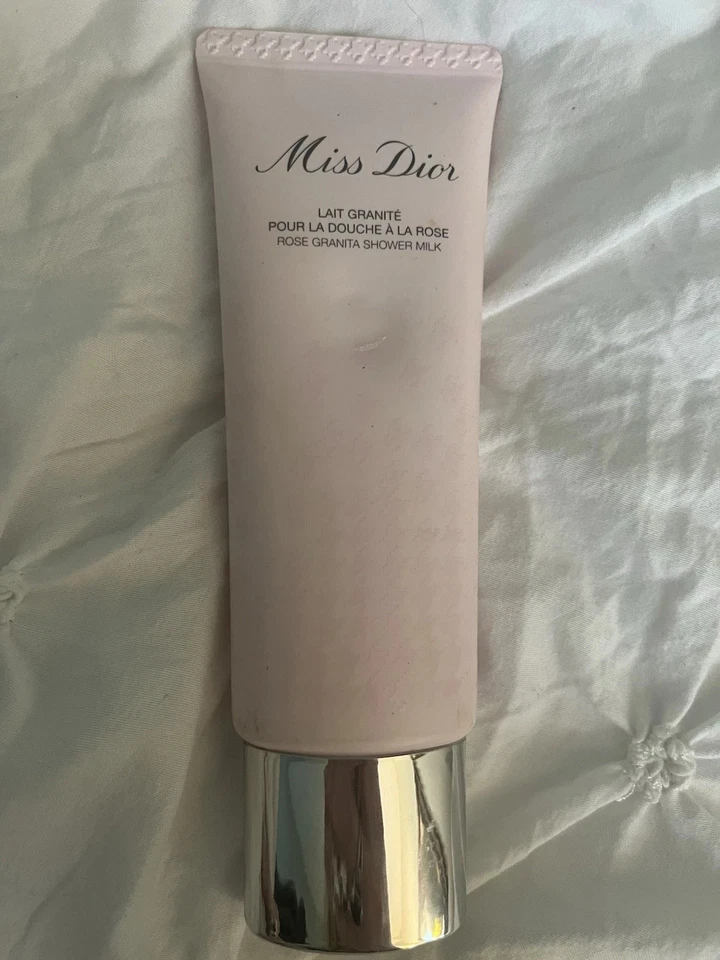 Miss Dior
LAIT GRANITÉ
POUR LA DOUCHE À LA ROSE
ROSE GRANITA SHOWER MILK